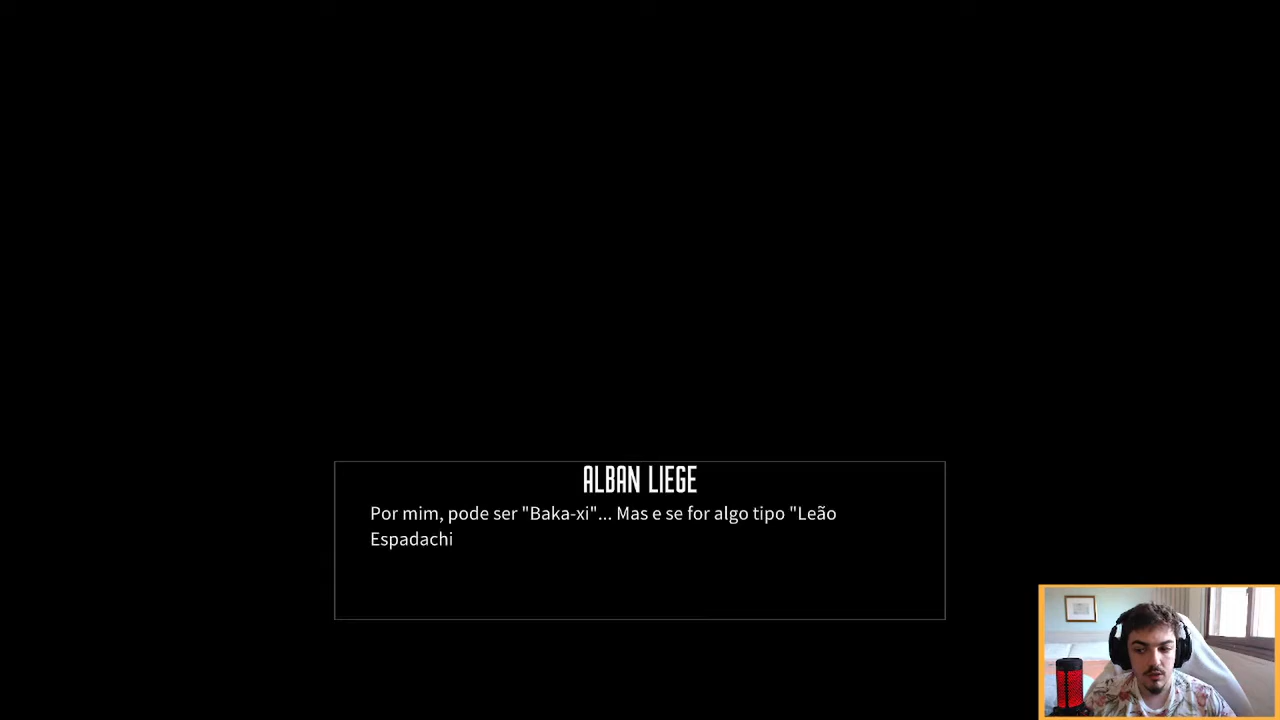 ALBAN LIEGE
Por mim, pode ser "Baka-xi"... Mas e se for algo tipo "Leão
Espadachi